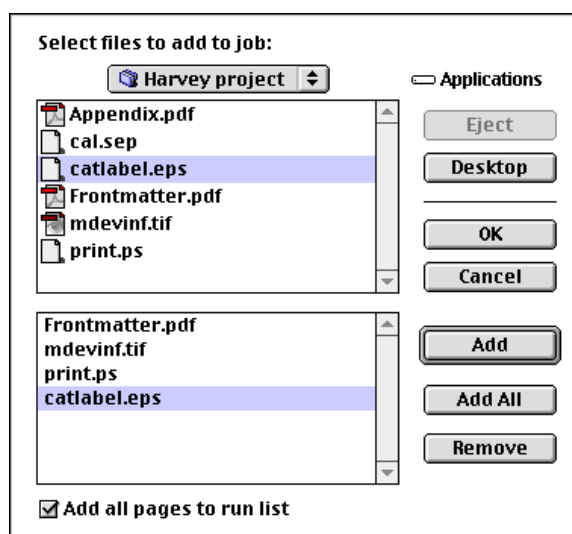 Select files to add to job:
Harvey project
Applications
Appendix.pdf
cal.sep
catlabel.eps
Frontmatter.pdf
mdevinf.tif
print.ps
Eject
Desktop
OK
Cancel
Frontmatter.pdf
mdevinf.tif
print.ps
catlabel.eps
Add
Add All
Remove
Add all pages to run list